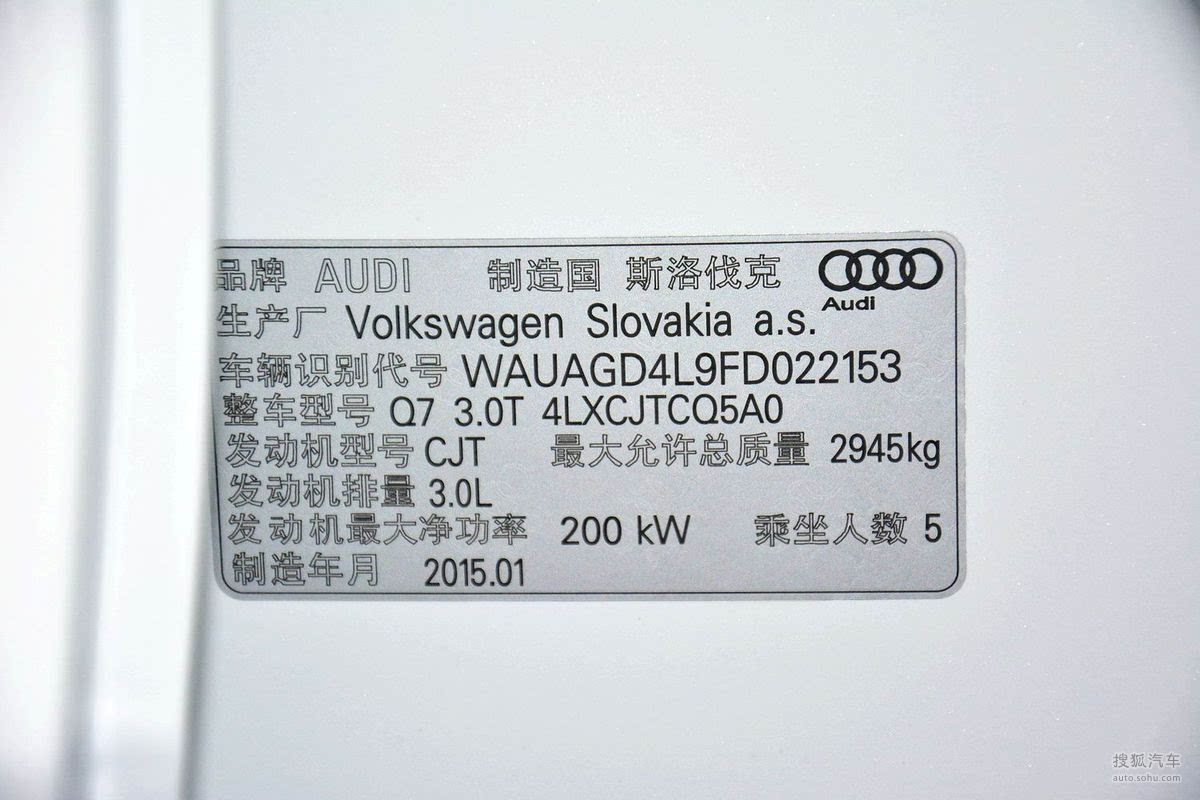 品牌 AUDI 制造国 斯洛伐克
Audi
生产厂 Volkswagen Slovakia a.s.
车辆识别代号 WAUAGD4L9FD022153
整车型号 Q7 3.0T 4LXCJTCQ5A0
发动机型号 CJT 最大允许总质量 2945kg
发动机排量 3.0L
发动机最大净功率 200 kW 乘坐人数 5
制造年月 2015.01
搜狐汽车
auto.sohu.com